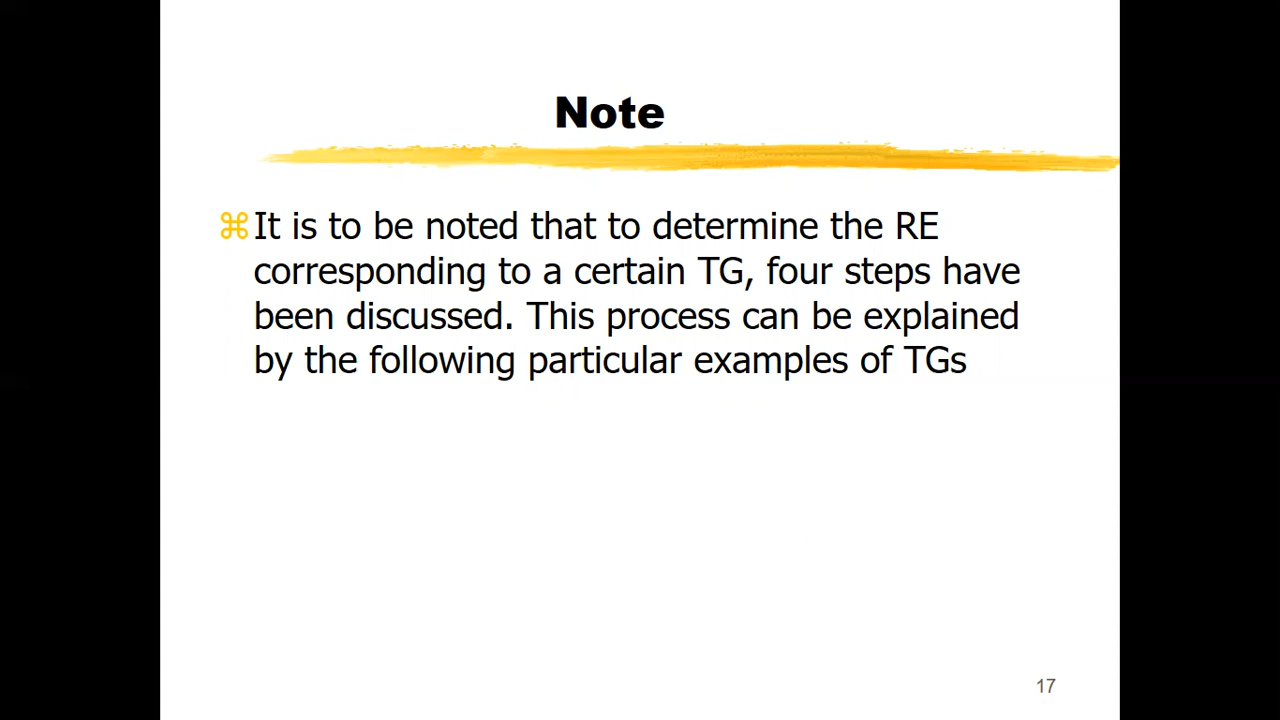 Note
⌘It is to be noted that to determine the RE
corresponding to a certain TG, four steps have
been discussed. This process can be explained
by the following particular examples of TGs
17